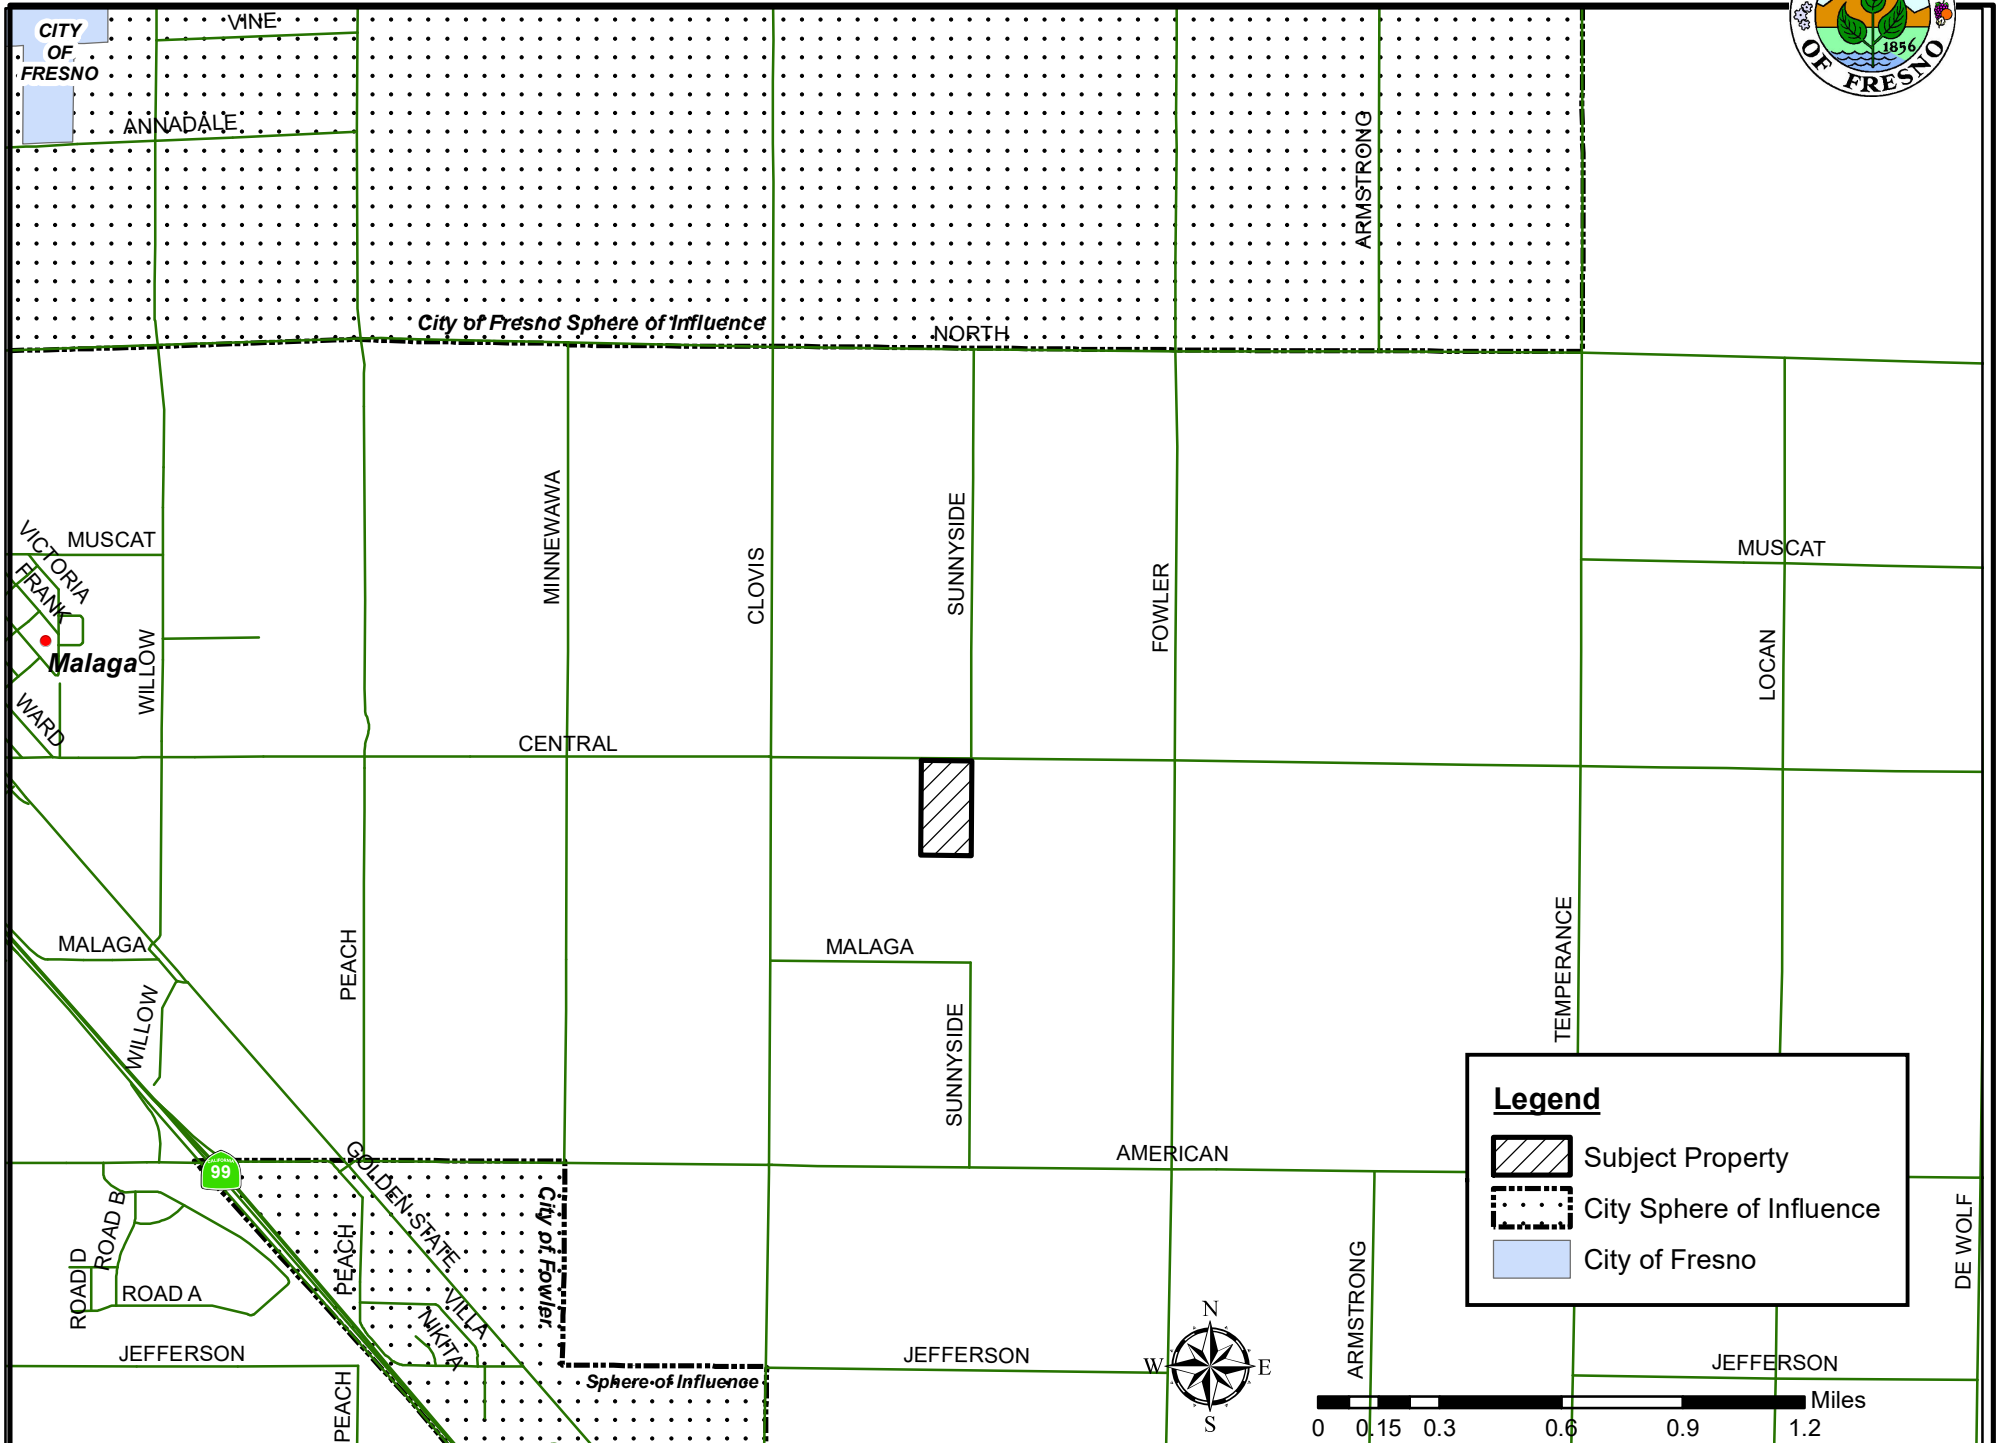 CITY
OF
FRESNO
VINE
ANNADALE
1856
OF FRESNO
ARMSTRONG
City of Fresno Sphere of Influence
NORTH
MINNEWAWA
CLOVIS
SUNNYSIDE
FOWLER
MUSCAT
MUSCAT
VICTORIA
FRANK
Malaga
WILLOW
WARD
LOCAN
CENTRAL
MALAGA
PEACH
WILLOW
MALAGA
SUNNYSIDE
TEMPERANCE
AMERICAN
CALIFORNIA
99
GOLDEN STATE
City of Fowler
Sphere of Influence
PEACH
VILLA
NIKITA
ROAD B
ROAD D
ROAD A
JEFFERSON
PEACH
JEFFERSON
ARMSTRONG
JEFFERSON
DE WOLF
Legend
Subject Property
City Sphere of Influence
City of Fresno
N
W E
S
Miles
0 0.15 0.3 0.6 0.9 1.2